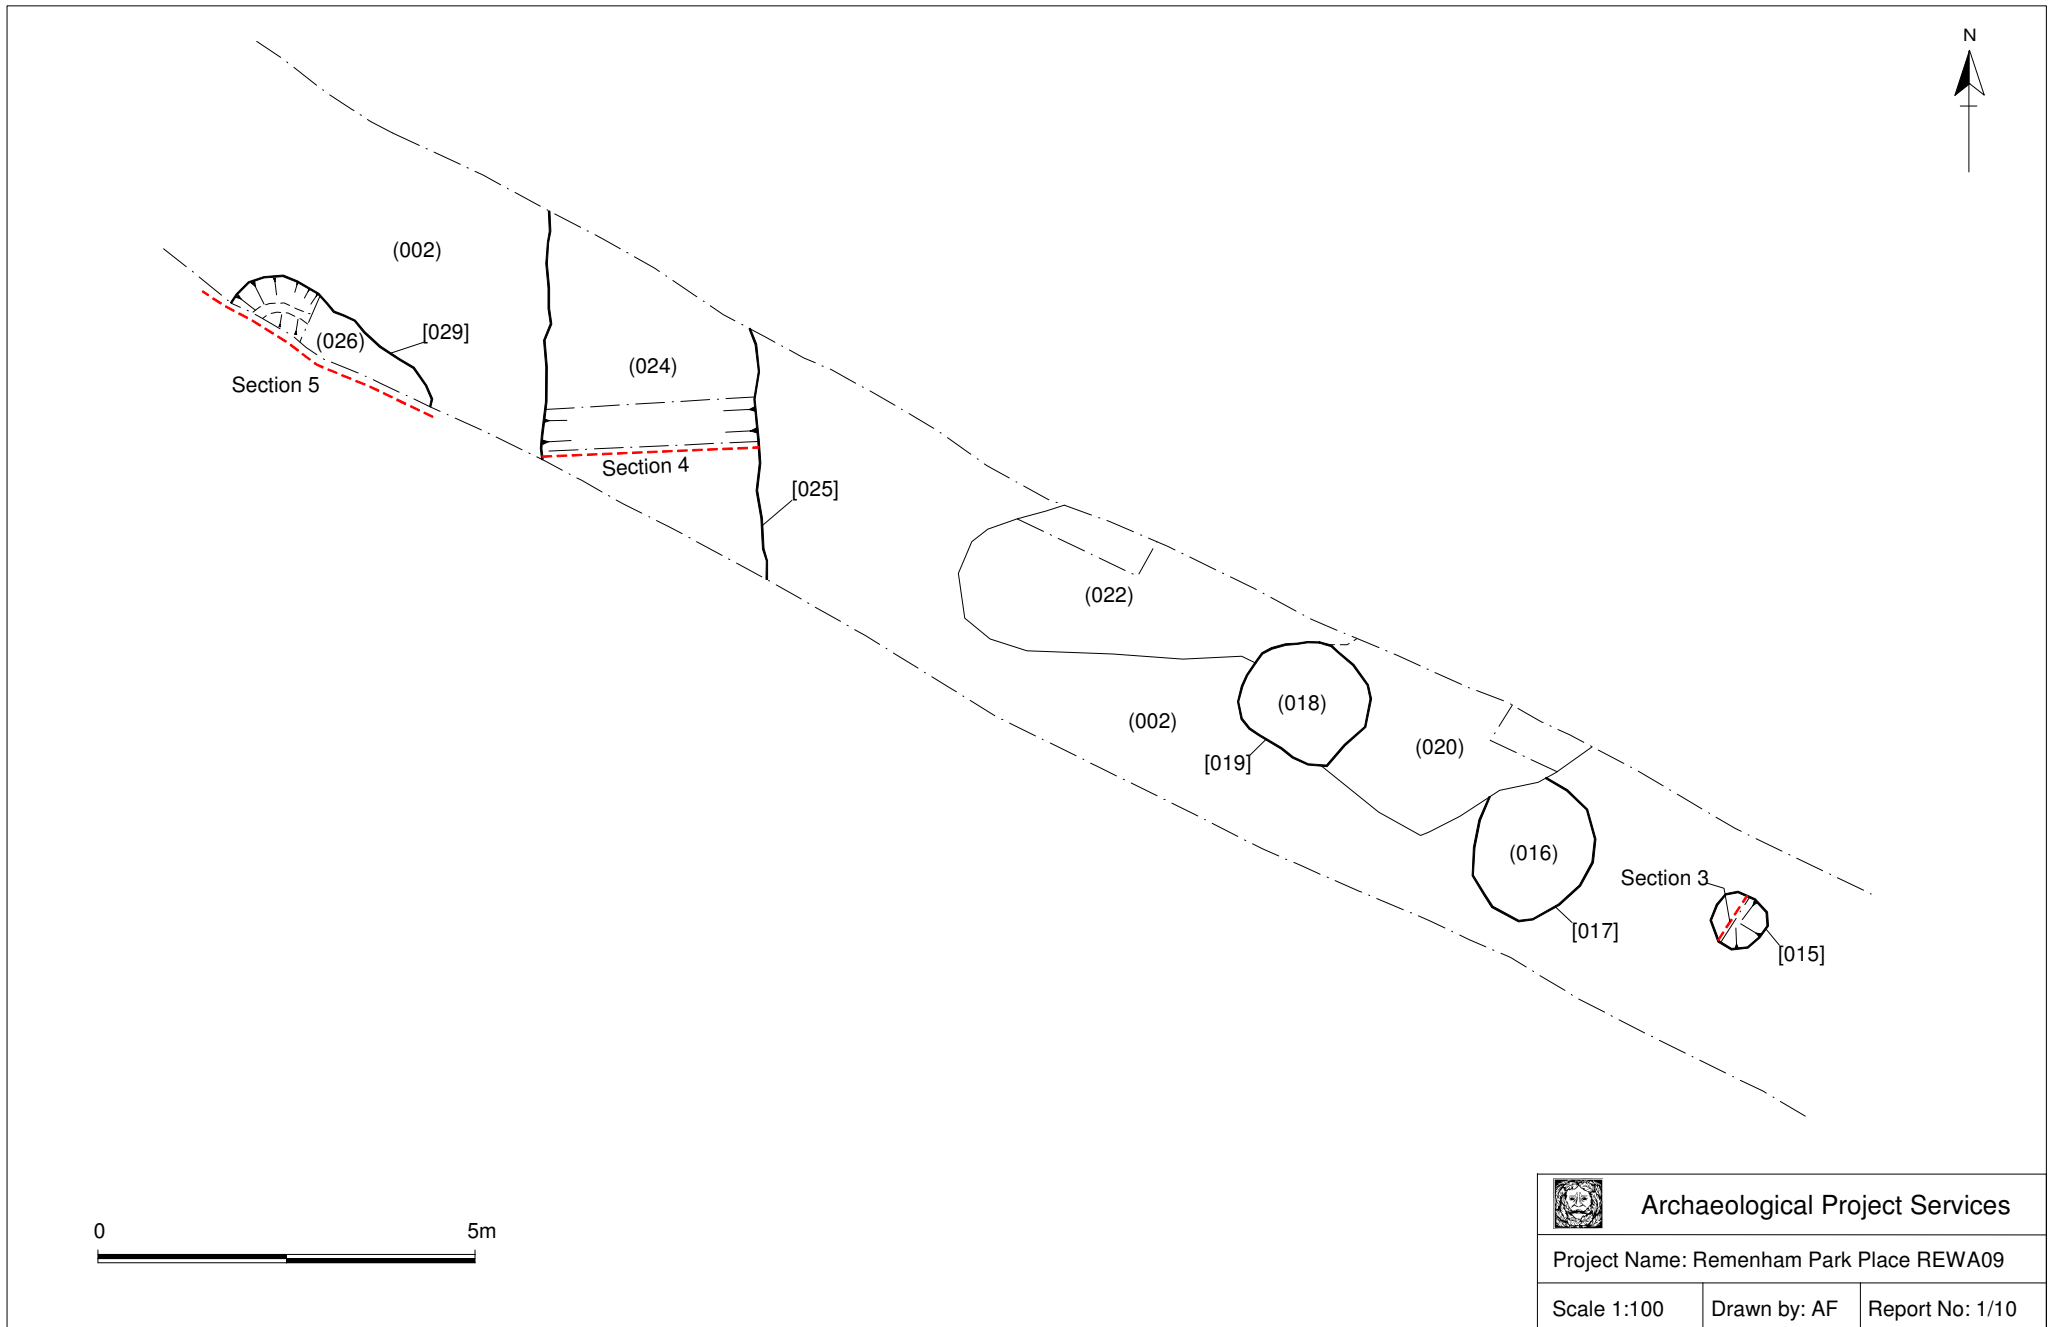 N
(002)
(026)
[029]
Section 5
(024)
Section 4
[025]
(022)
(002)
(018)
[019]
(020)
(016)
[017]
Section 3
[015]
0 5m
Archaeological Project Services
Project Name: Remenham Park Place REWA09
Scale 1:100 Drawn by: AF Report No: 1/10